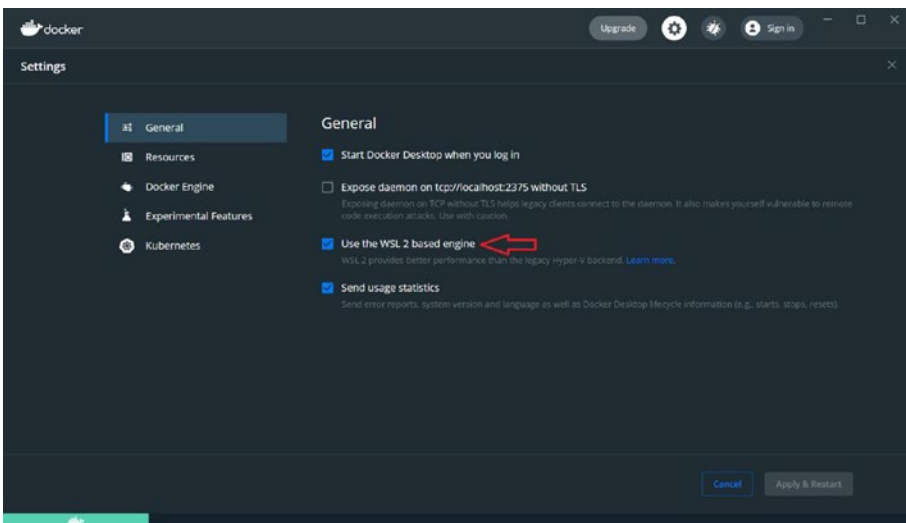 docker
Upgrade
Sign in
Settings
General
Resources
Docker Engine
Experimental Features
Kubernetes
General
Start Docker Desktop when you log in
Expose daemon on tcp://localhost:2375 without TLS
Exposing daemon on TCP without TLS helps legacy clients connect to the daemon. It also makes yourself vulnerable to remote
code execution attacks. Use with caution.
Use the WSL 2 based engine
WSL 2 provides better performance than the legacy Hyper-V backend. Learn more.
Send usage statistics
Send error reports, system version and language as well as Docker Desktop lifecycle information (e.g., starts, stops, resets).
Cancel
Apply & Restart